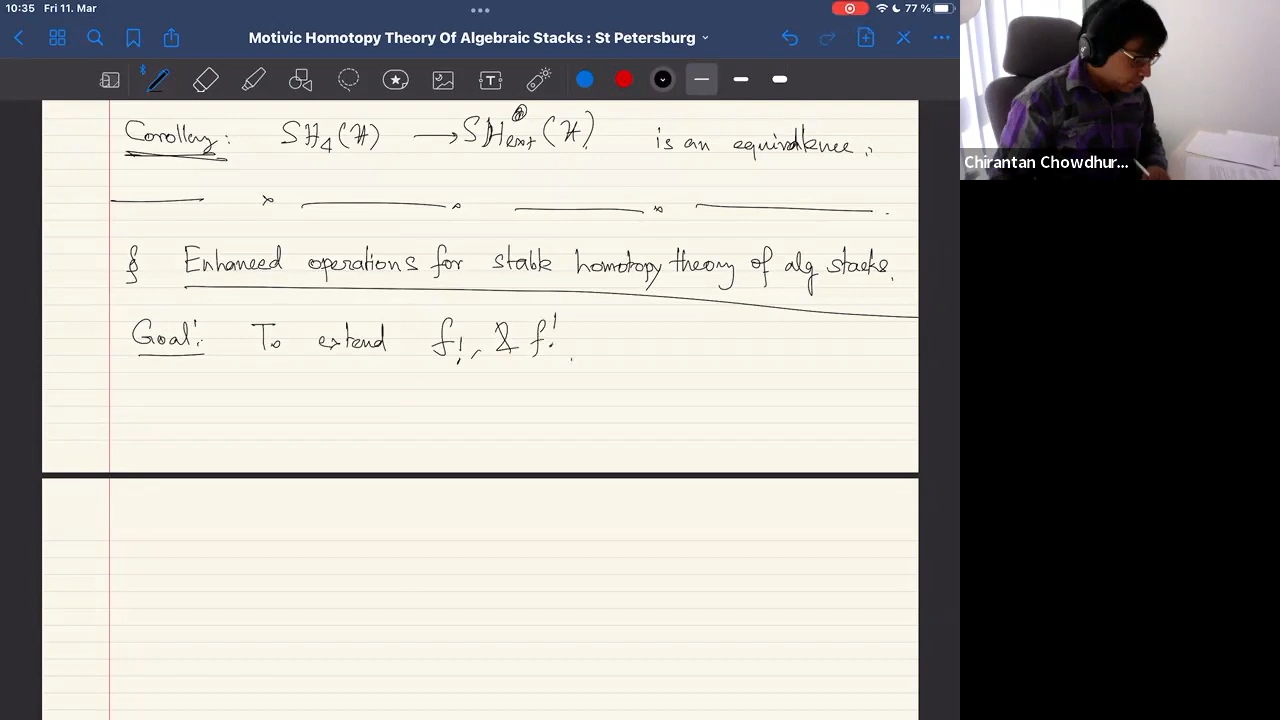 10:35 Fri 11. Mar
77 %
Motivic Homotopy Theory Of Algebraic Stacks : St Petersburg
Corollary : SH₄(𝓗) → SH⊗ext(𝓗) is an equivalence .
§ Enhanced operations for stable homotopy theory of alg stacks.
Goal : To extend f!, & f!.
Chirantan Chowdhur...